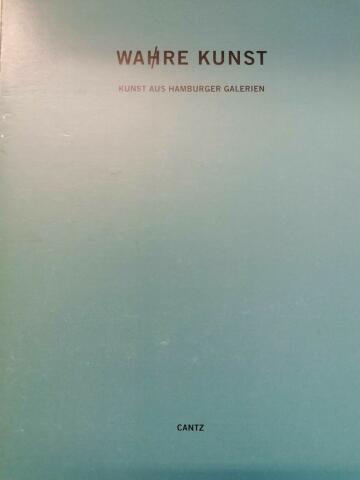 WAHRE KUNST
KUNST AUS HAMBURGER GALERIEN
CANTZ